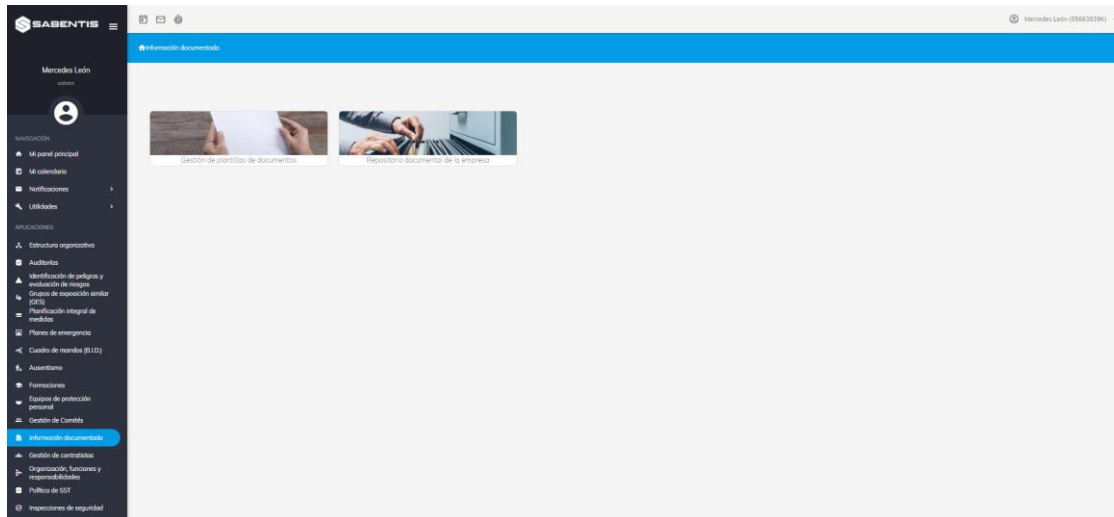 SABENTIS
Mercedes León (55663839K)
Información documentada
Mercedes León
NAVEGACIÓN
Mi panel principal
Mi calendario
Notificaciones
Utilidades
APLICACIONES
Estructura organizativa
Auditorías
Identificación de peligros y
evaluación de riesgos
Grupos de exposición similar
(GES)
Planificación integral de
medidas
Planes de emergencia
Cuadro de mandos (B.I.D.)
Ausentismo
Formaciones
Equipos de protección
personal
Gestión de Comités
Información documentada
Gestión de contratistas
Organización, funciones y
responsabilidades
Política de SST
Inspecciones de seguridad
Gestión de plantillas de documentos
Repositorio documental de la empresa